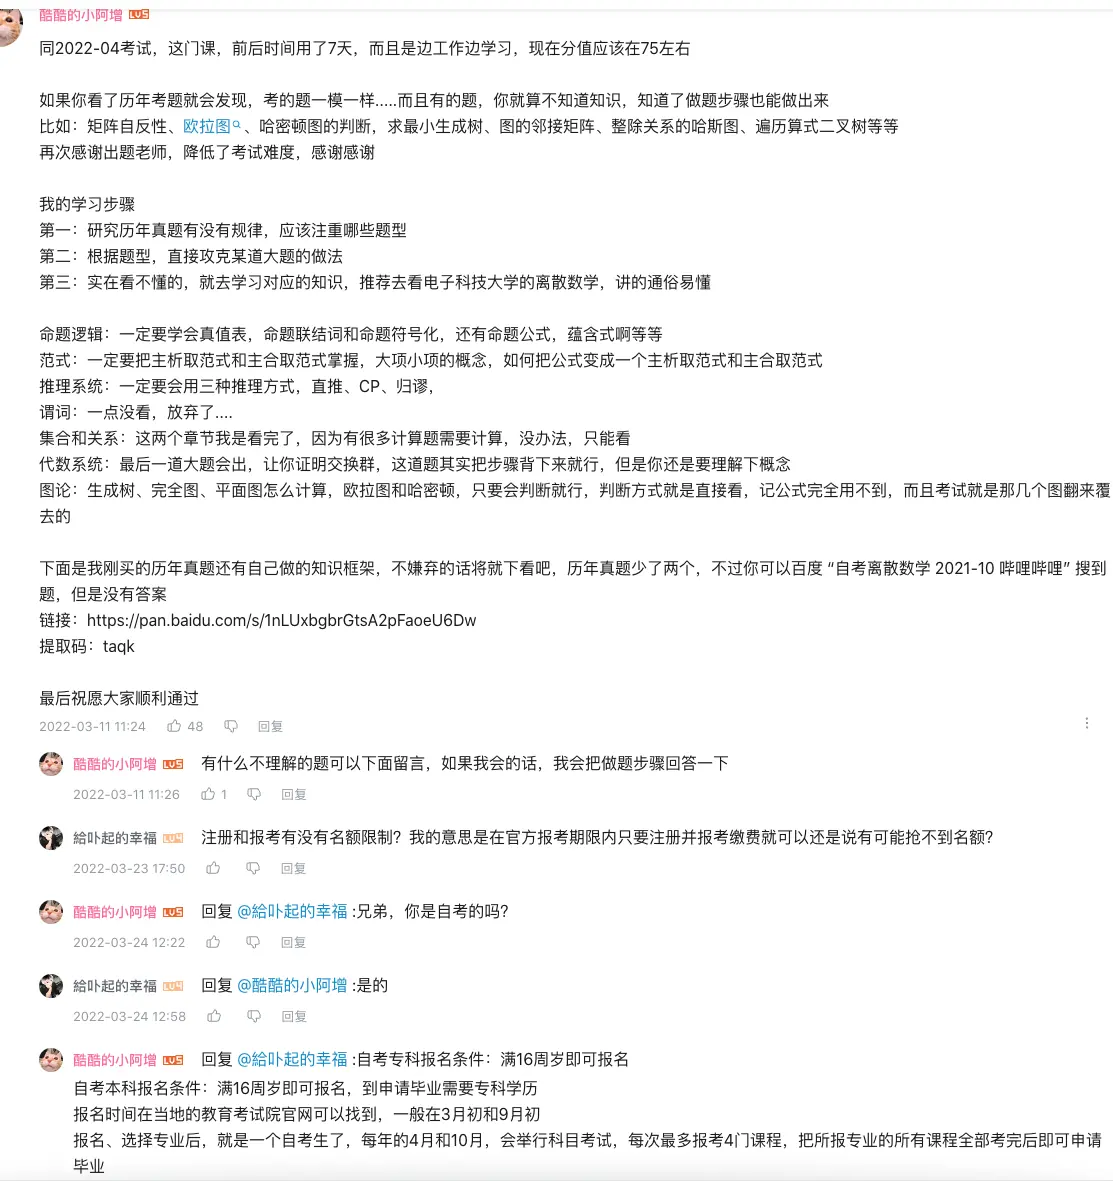 酷酷的小阿增 LV5
同2022-04考试，这门课，前后时间用了7天，而且是边工作边学习，现在分值应该在75左右
如果你看了历年考题就会发现，考的题一模一样.....而且有的题，你就算不知道知识，知道了做题步骤也能做出来
比如：矩阵自反性、欧拉图、哈密顿图的判断，求最小生成树、图的邻接矩阵、整除关系的哈斯图、遍历算式二叉树等等
再次感谢出题老师，降低了考试难度，感谢感谢
我的学习步骤
第一：研究历年真题有没有规律，应该注重哪些题型
第二：根据题型，直接攻克某道大题的做法
第三：实在看不懂的，就去学习对应的知识，推荐去看电子科技大学的离散数学，讲的通俗易懂
命题逻辑：一定要学会真值表，命题联结词和命题符号化，还有命题公式，蕴含式啊等等
范式：一定要把主析取范式和主合取范式掌握，大项小项的概念，如何把公式变成一个主析取范式和主合取范式
推理系统：一定要会用三种推理方式，直推、CP、归谬，
谓词：一点没看，放弃了....
集合和关系：这两个章节我是看完了，因为有很多计算题需要计算，没办法，只能看
代数系统：最后一道大题会出，让你证明交换群，这道题其实把步骤背下来就行，但是你还是要理解下概念
图论：生成树、完全图、平面图怎么计算，欧拉图和哈密顿，只要会判断就行，判断方式就是直接看，记公式完全用不到，而且考试就是那几个图翻来覆
去的
下面是我刚买的历年真题还有自己做的知识框架，不嫌弃的话将就下看吧，历年真题少了两个，不过你可以百度 “自考离散数学 2021-10 哔哩哔哩” 搜到
题，但是没有答案
链接：https://pan.baidu.com/s/1nLUxbgbrGtsA2pFaoeU6Dw
提取码：taqk
最后祝愿大家顺利通过
2022-03-11 11:24 48 回复
酷酷的小阿增 LV5 有什么不理解的题可以下面留言，如果我会的话，我会把做题步骤回答一下
2022-03-11 11:26 1 回复
給卟起的幸福 LV4 注册和报考有没有名额限制？我的意思是在官方报考期限内只要注册并报考缴费就可以还是说有可能抢不到名额?
2022-03-23 17:50 回复
酷酷的小阿增 LV5 回复 @給卟起的幸福 :兄弟，你是自考的吗?
2022-03-24 12:22 回复
給卟起的幸福 LV4 回复 @酷酷的小阿增 :是的
2022-03-24 12:58 回复
酷酷的小阿增 LV5 回复 @給卟起的幸福 :自考专科报名条件：满16周岁即可报名
自考本科报名条件：满16周岁即可报名，到申请毕业需要专科学历
报名时间在当地的教育考试院官网可以找到，一般在3月初和9月初
报名、选择专业后，就是一个自考生了，每年的4月和10月，会举行科目考试，每次最多报考4门课程，把所报专业的所有课程全部考完后即可申请
毕业